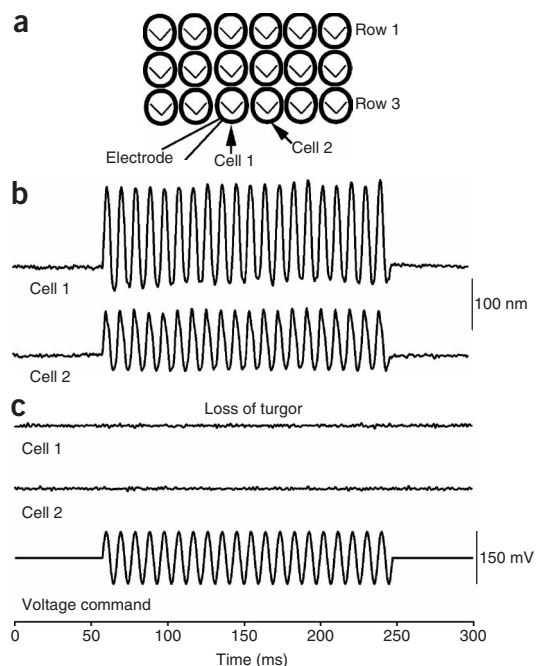 a
Row 1
Row 3
Electrode
Cell 1
Cell 2
b
Cell 1
100 nm
Cell 2
c
Loss of turgor
Cell 1
Cell 2
150 mV
Voltage command
0 50 100 150 200 250 300
Time (ms)